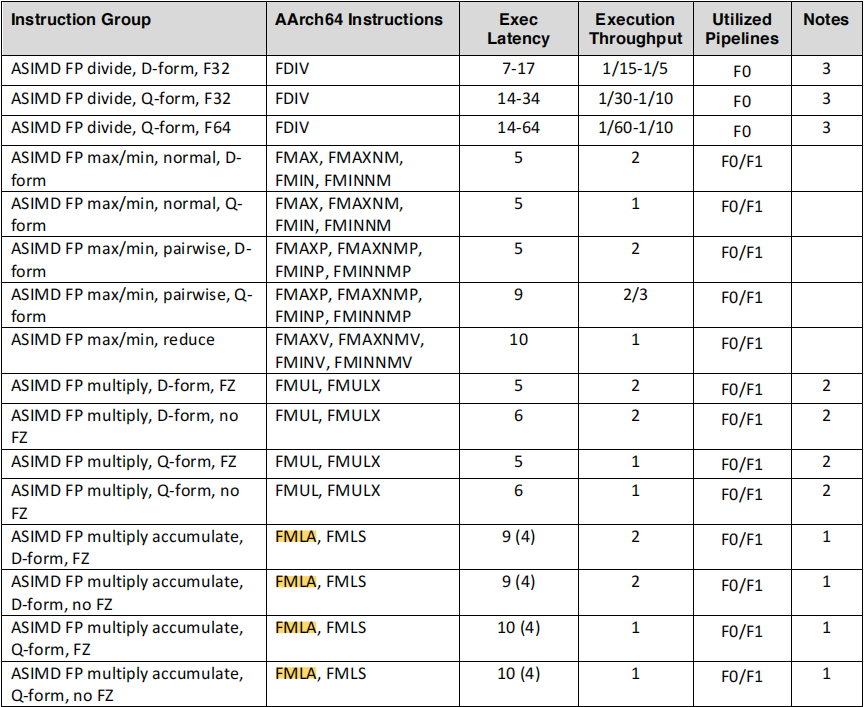 Instruction Group AArch64 Instructions Exec Latency Execution Throughput Utilized Pipelines Notes
ASIMD FP divide, D-form, F32 FDIV 7-17 1/15-1/5 F0 3
ASIMD FP divide, Q-form, F32 FDIV 14-34 1/30-1/10 F0 3
ASIMD FP divide, Q-form, F64 FDIV 14-64 1/60-1/10 F0 3
ASIMD FP max/min, normal, D- FMAX, FMAXNM, 5 2 F0/F1
form FMIN, FMINNM
ASIMD FP max/min, normal, Q- FMAX, FMAXNM, 5 1 F0/F1
form FMIN, FMINNM
ASIMD FP max/min, pairwise, D- FMAXP, FMAXNMP, 5 2 F0/F1
form FMINP, FMINNMP
ASIMD FP max/min, pairwise, Q- FMAXP, FMAXNMP, 9 2/3 F0/F1
form FMINP, FMINNMP
ASIMD FP max/min, reduce FMAXV, FMAXNMV, 10 1 F0/F1
FMINV, FMINNMV
ASIMD FP multiply, D-form, FZ FMUL, FMULX 5 2 F0/F1 2
ASIMD FP multiply, D-form, no FMUL, FMULX 6 2 F0/F1 2
FZ
ASIMD FP multiply, Q-form, FZ FMUL, FMULX 5 1 F0/F1 2
ASIMD FP multiply, Q-form, no FMUL, FMULX 6 1 F0/F1 2
FZ
ASIMD FP multiply accumulate, FMLA, FMLS 9 (4) 2 F0/F1 1
D-form, FZ
ASIMD FP multiply accumulate, FMLA, FMLS 9 (4) 2 F0/F1 1
D-form, no FZ
ASIMD FP multiply accumulate, FMLA, FMLS 10 (4) 1 F0/F1 1
Q-form, FZ
ASIMD FP multiply accumulate, FMLA, FMLS 10 (4) 1 F0/F1 1
Q-form, no FZ